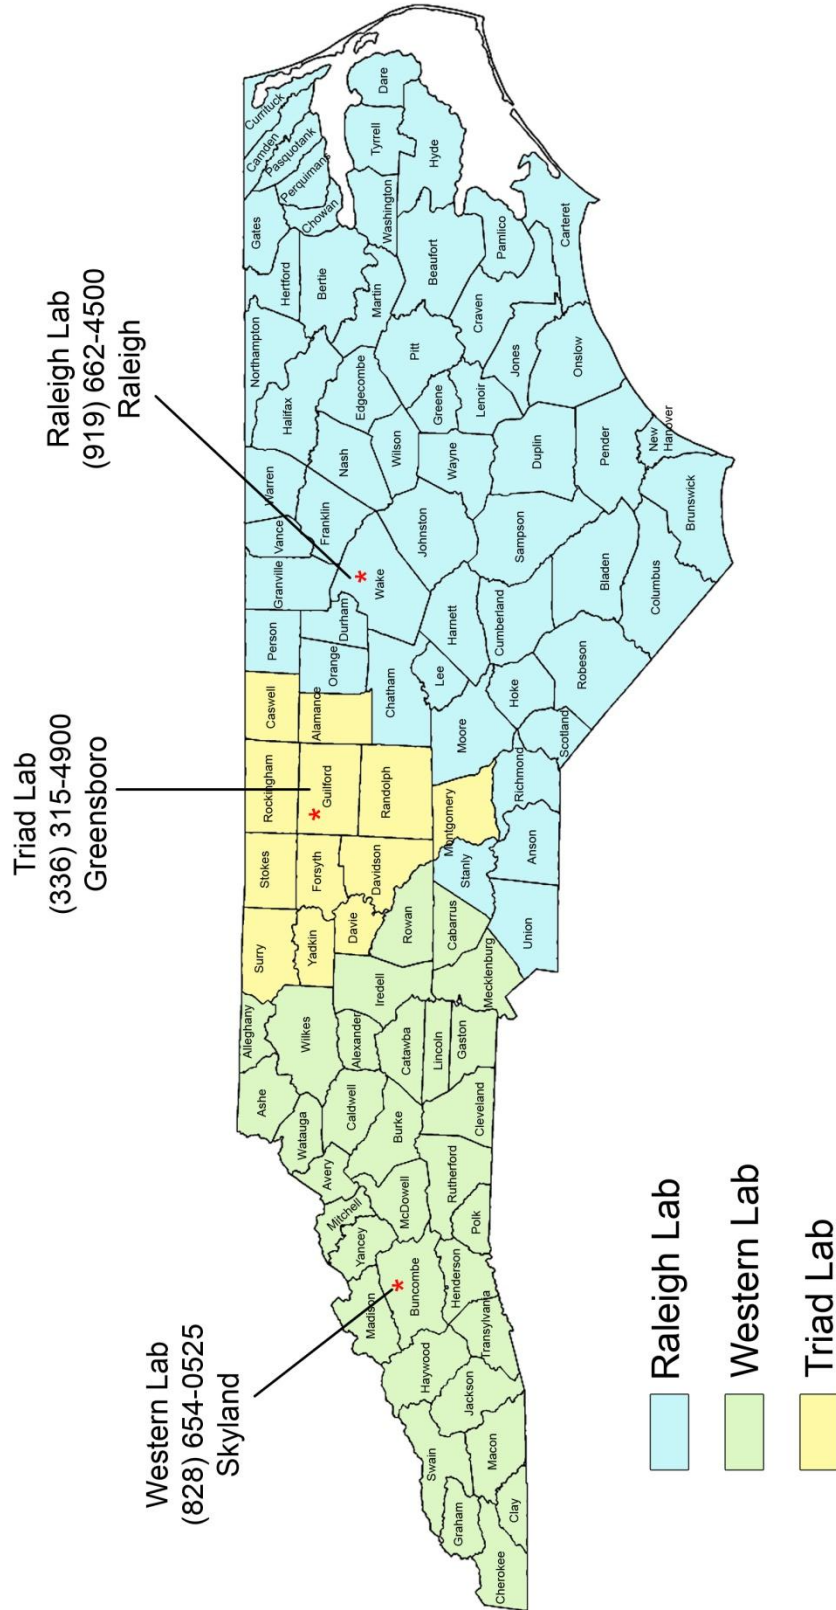 Western Lab
(828) 654-0525
Skyland
Triad Lab
(336) 315-4900
Greensboro
Raleigh Lab
(919) 662-4500
Raleigh
Cherokee
Graham
Clay
Swain
Macon
Jackson
Haywood
Transylvania
Madison
Buncombe
Henderson
Yancey
Mitchell
McDowell
Polk
Rutherford
Avery
Watauga
Ashe
Caldwell
Burke
Cleveland
Alleghany
Wilkes
Alexander
Catawba
Lincoln
Gaston
Iredell
Mecklenburg
Rowan
Cabarrus
Surry
Yadkin
Davie
Stokes
Forsyth
Davidson
Stanly
Union
Anson
Rockingham
Guilford
Randolph
Montgomery
Richmond
Caswell
Alamance
Chatham
Moore
Scotland
Hoke
Lee
Person
Orange
Durham
Granville
Vance
Warren
Franklin
Wake
Harnett
Cumberland
Robeson
Johnston
Sampson
Bladen
Columbus
Brunswick
Northampton
Halifax
Nash
Wilson
Wayne
Duplin
Pender
New
Hanover
Edgecombe
Pitt
Greene
Lenoir
Jones
Onslow
Hertford
Bertie
Martin
Beaufort
Craven
Pamlico
Carteret
Gates
Chowan
Perquimans
Pasquotank
Camden
Currituck
Washington
Tyrrell
Dare
Hyde
Raleigh Lab
Western Lab
Triad Lab